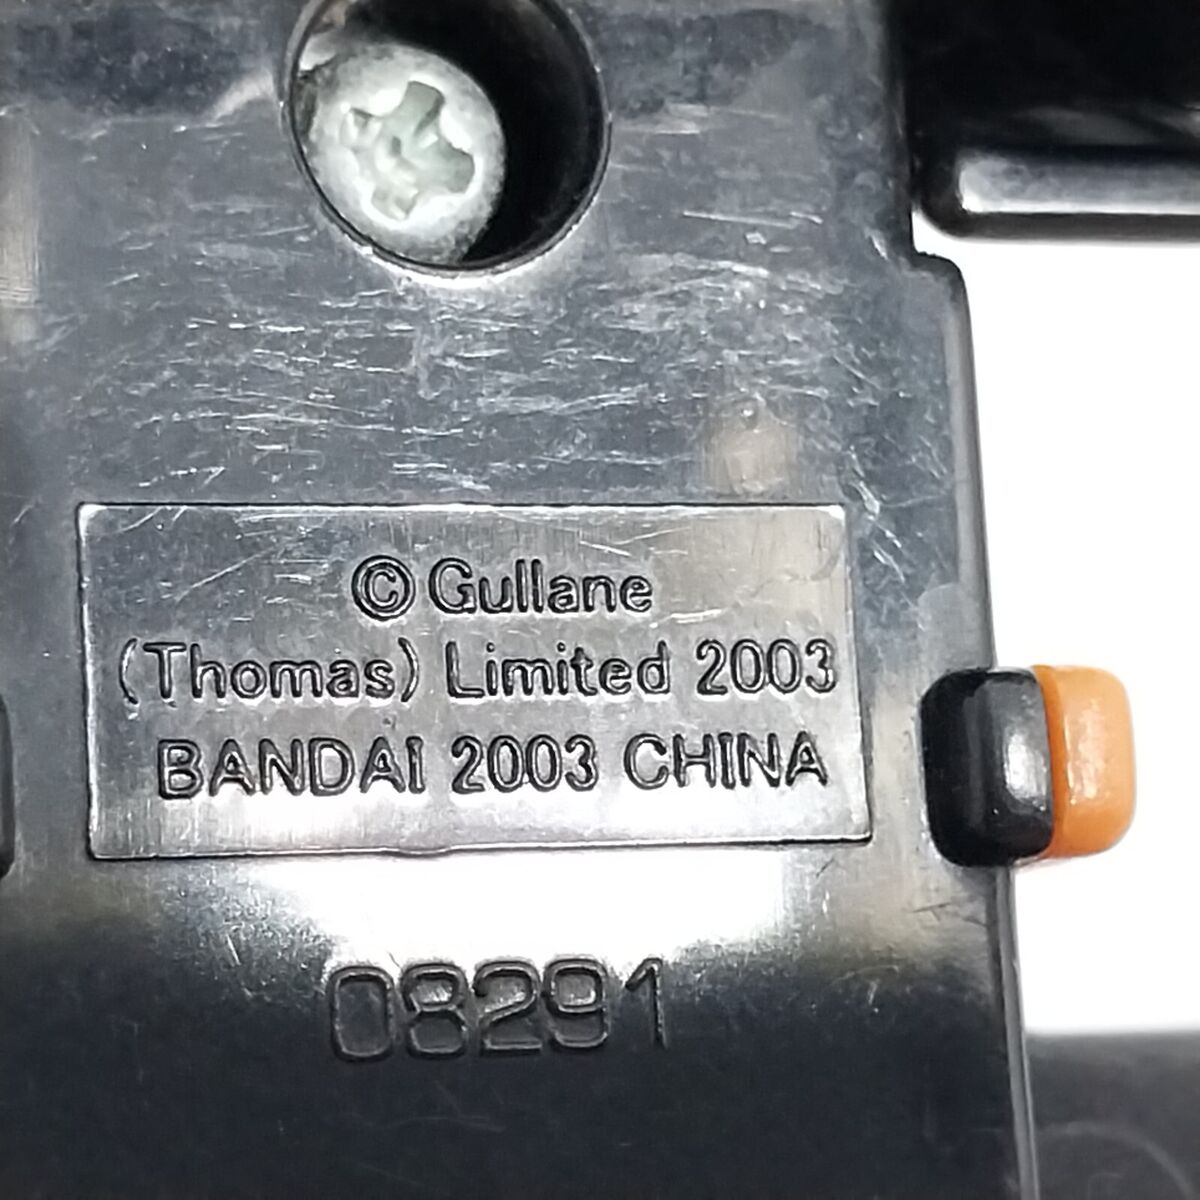 © Gullane
(Thomas) Limited 2003
BANDAI 2003 CHINA
08291